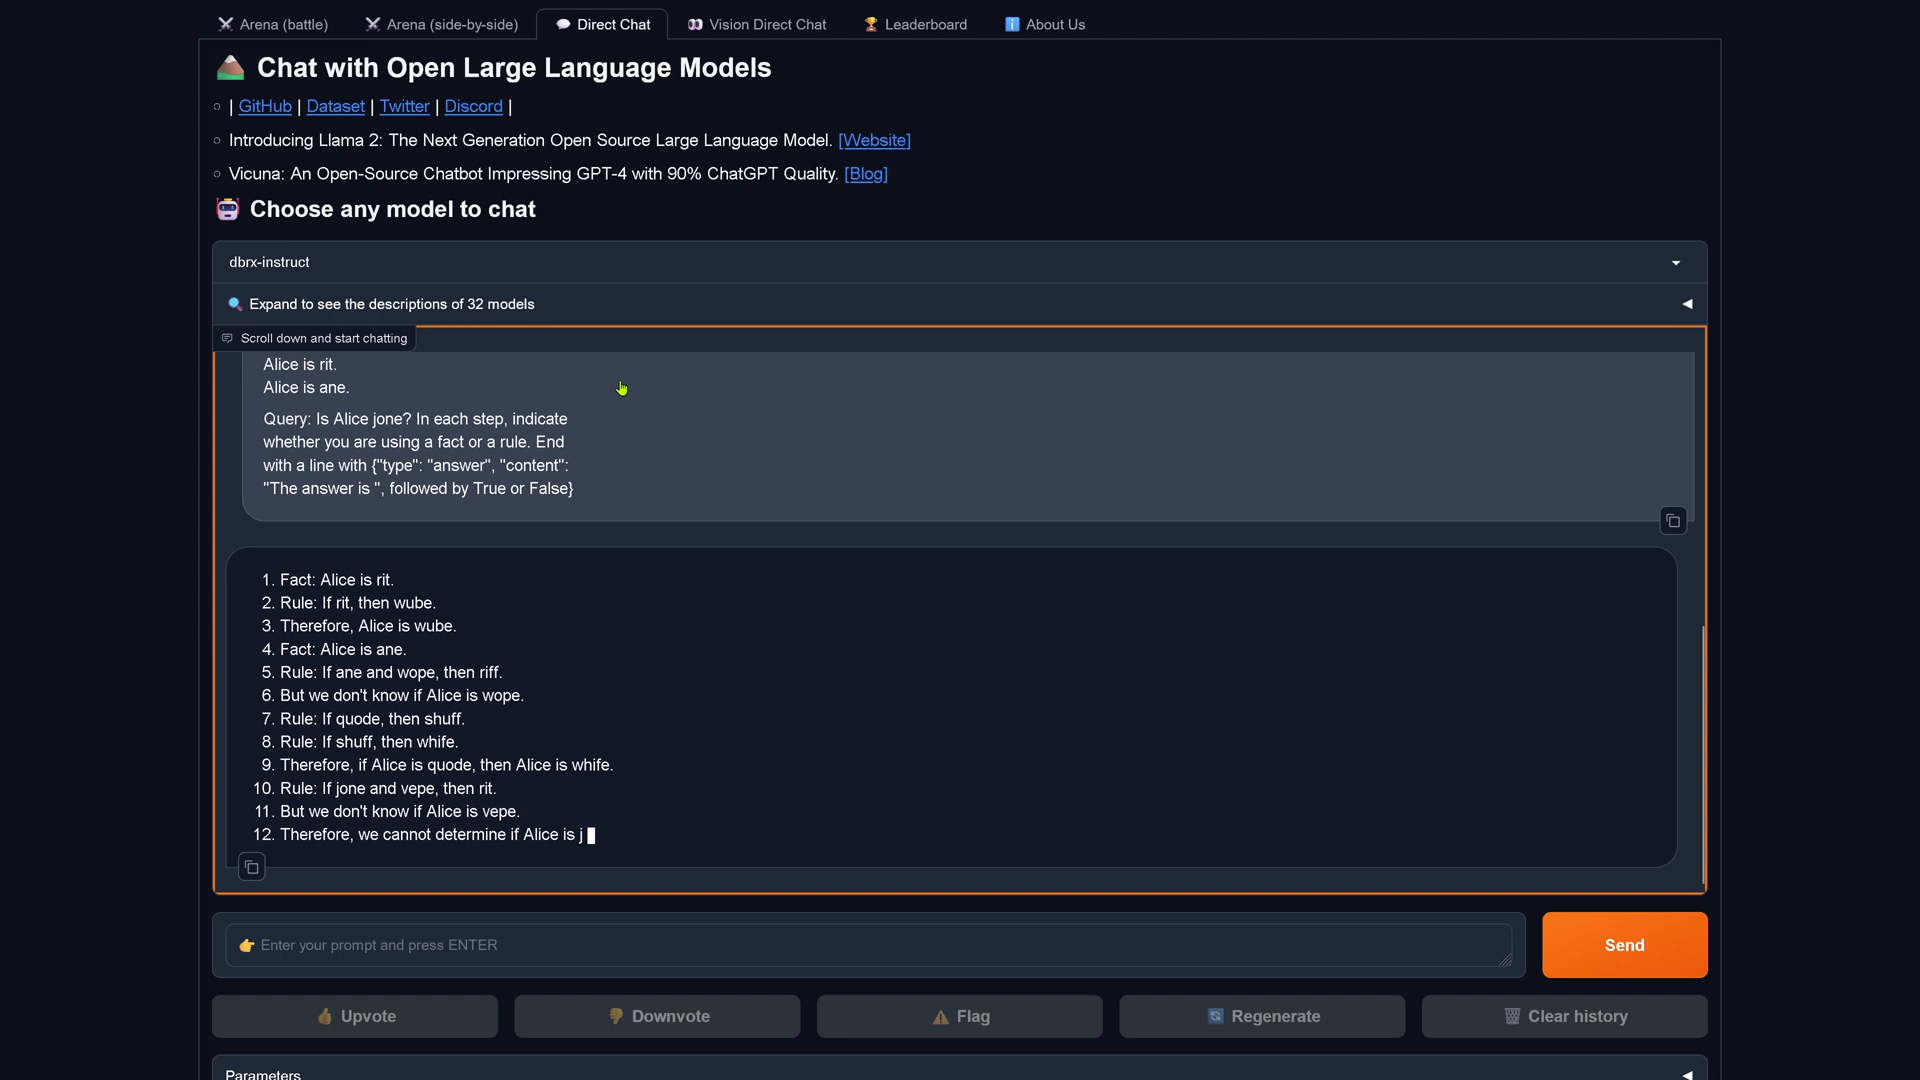 Arena (battle)
Arena (side-by-side)
Direct Chat
Vision Direct Chat
Leaderboard
About Us
Chat with Open Large Language Models
| GitHub | Dataset | Twitter | Discord |
Introducing Llama 2: The Next Generation Open Source Large Language Model. [Website]
Vicuna: An Open-Source Chatbot Impressing GPT-4 with 90% ChatGPT Quality. [Blog]
Choose any model to chat
dbrx-instruct
Expand to see the descriptions of 32 models
Scroll down and start chatting
Alice is rit.
Alice is ane.
Query: Is Alice jone? In each step, indicate
whether you are using a fact or a rule. End
with a line with {"type": "answer", "content":
"The answer is ", followed by True or False}
1. Fact: Alice is rit.
2. Rule: If rit, then wube.
3. Therefore, Alice is wube.
4. Fact: Alice is ane.
5. Rule: If ane and wope, then riff.
6. But we don't know if Alice is wope.
7. Rule: If quode, then shuff.
8. Rule: If shuff, then whife.
9. Therefore, if Alice is quode, then Alice is whife.
10. Rule: If jone and vepe, then rit.
11. But we don't know if Alice is vepe.
12. Therefore, we cannot determine if Alice is j
Enter your prompt and press ENTER
Send
Upvote
Downvote
Flag
Regenerate
Clear history
Parameters